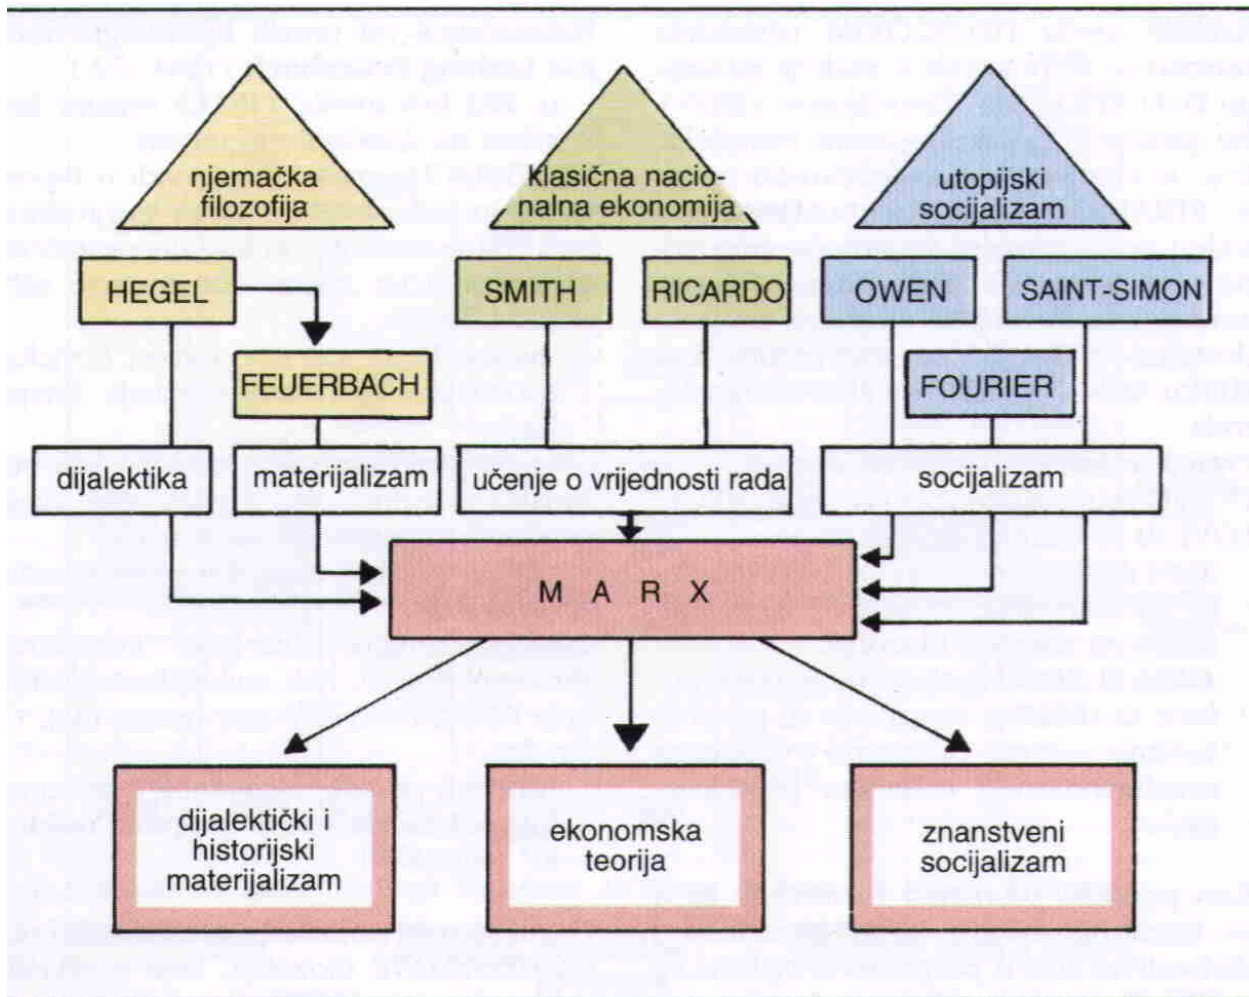 njemačka
filozofija
klasična nacio-
nalna ekonomija
utopijski
socijalizam
HEGEL
SMITH
RICARDO
OWEN
SAINT-SIMON
FEUERBACH
FOURIER
dijalektika
materijalizam
učenje o vrijednosti rada
socijalizam
MARX
dijalektički i
historijski
materijalizam
ekonomska
teorija
znanstveni
socijalizam